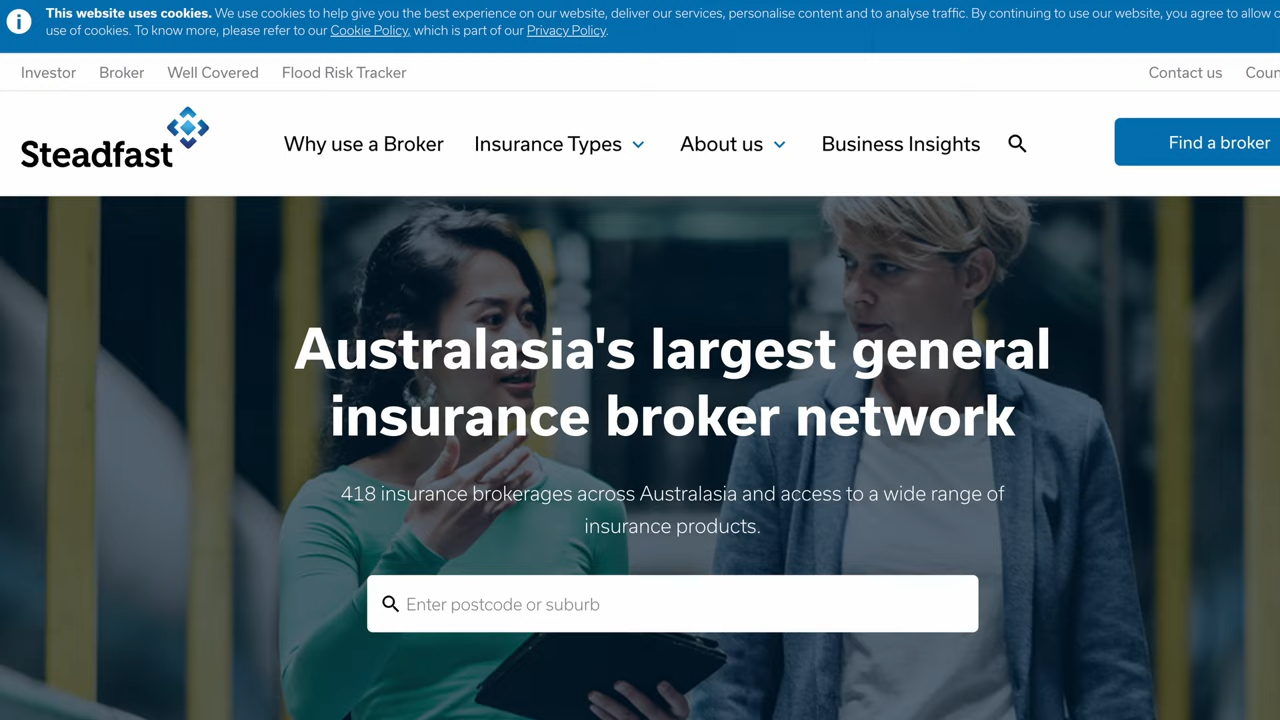 This website uses cookies. We use cookies to help give you the best experience on our website, deliver our services, personalise content and to analyse traffic. By continuing to use our website, you agree to allow
use of cookies. To know more, please refer to our Cookie Policy, which is part of our Privacy Policy.
Investor Broker Well Covered Flood Risk Tracker Contact us
Steadfast Why use a Broker Insurance Types About us Business Insights Find a broker
Australasia's largest general
insurance broker network
418 insurance brokerages across Australasia and access to a wide range of
insurance products.
Enter postcode or suburb